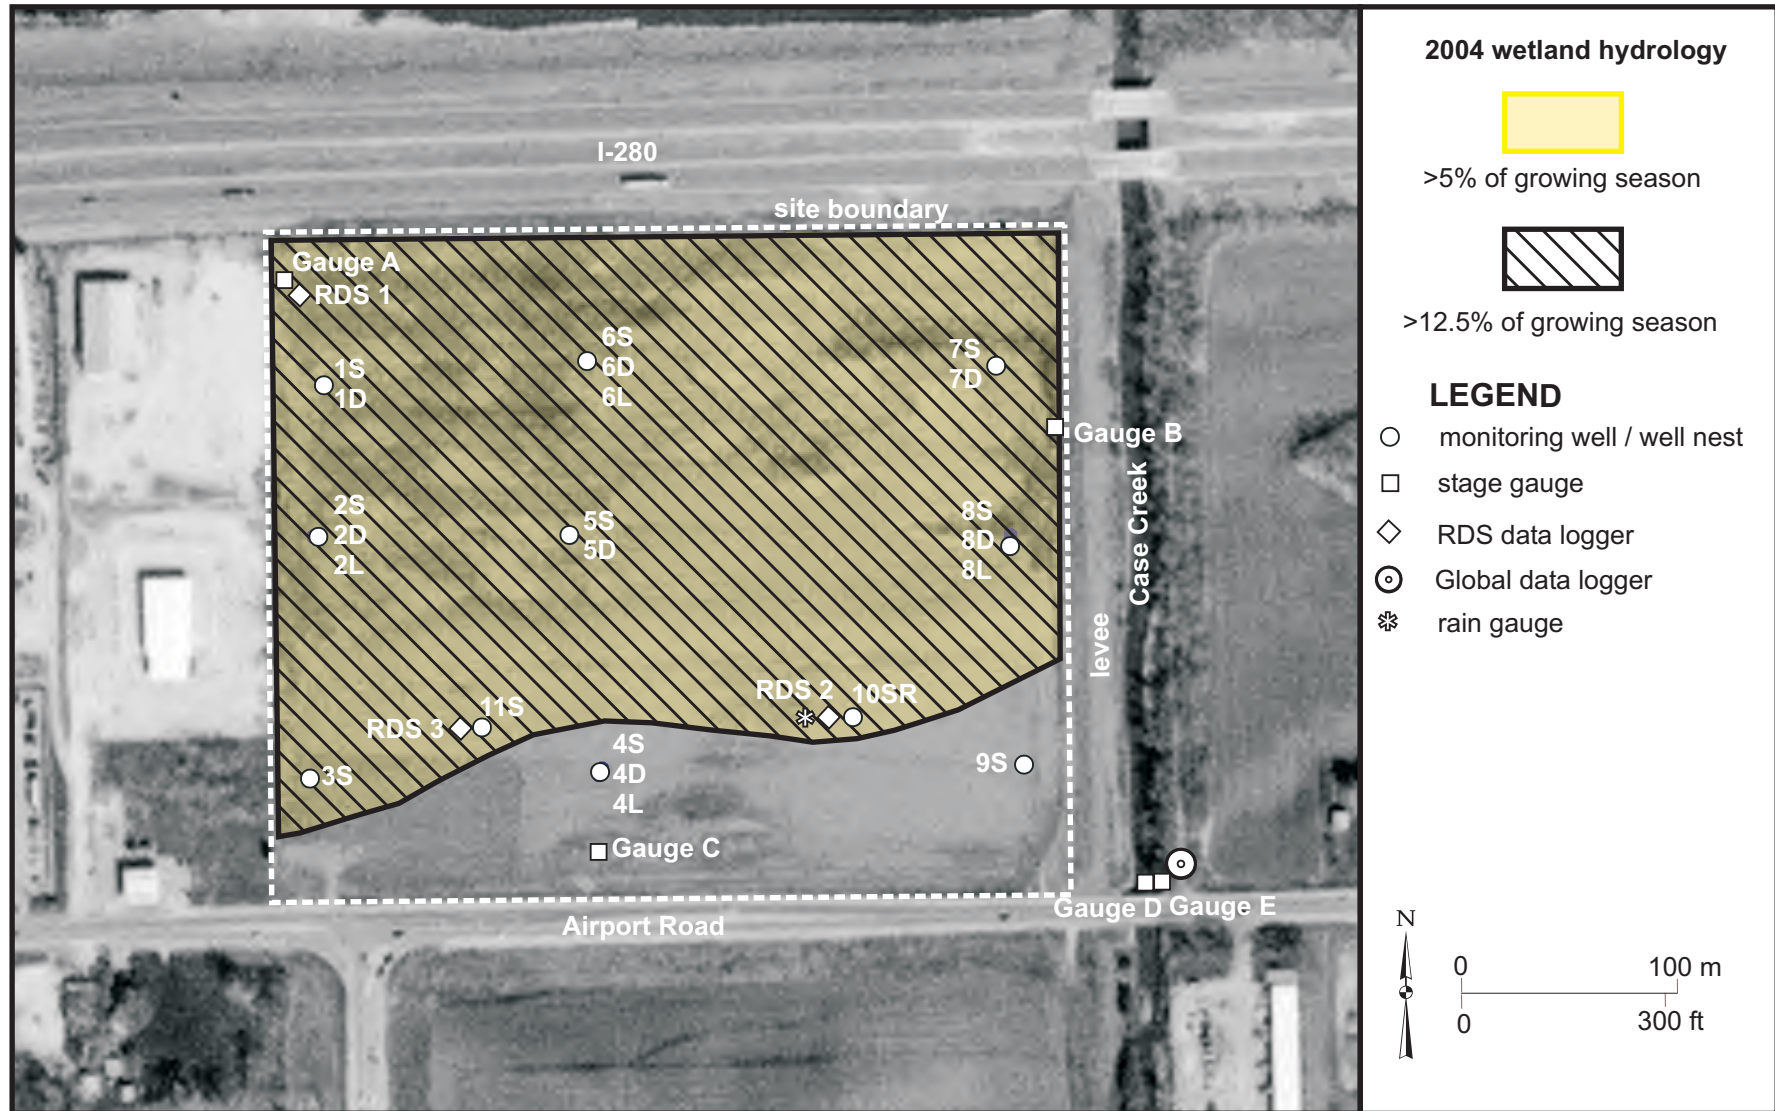 I-280
site boundary
Gauge A
RDS 1
6S
6D
6L
7S
7D
1S
1D
Gauge B
2S
2D
2L
5S
5D
8S
8D
8L
Case Creek
levee
RDS 2
10SR
RDS 3
11S
3S
4S
4D
4L
9S
Gauge C
Gauge D
Gauge E
Airport Road
2004 wetland hydrology
>5% of growing season
>12.5% of growing season
LEGEND
monitoring well / well nest
stage gauge
RDS data logger
Global data logger
rain gauge
N
0
100 m
0
300 ft